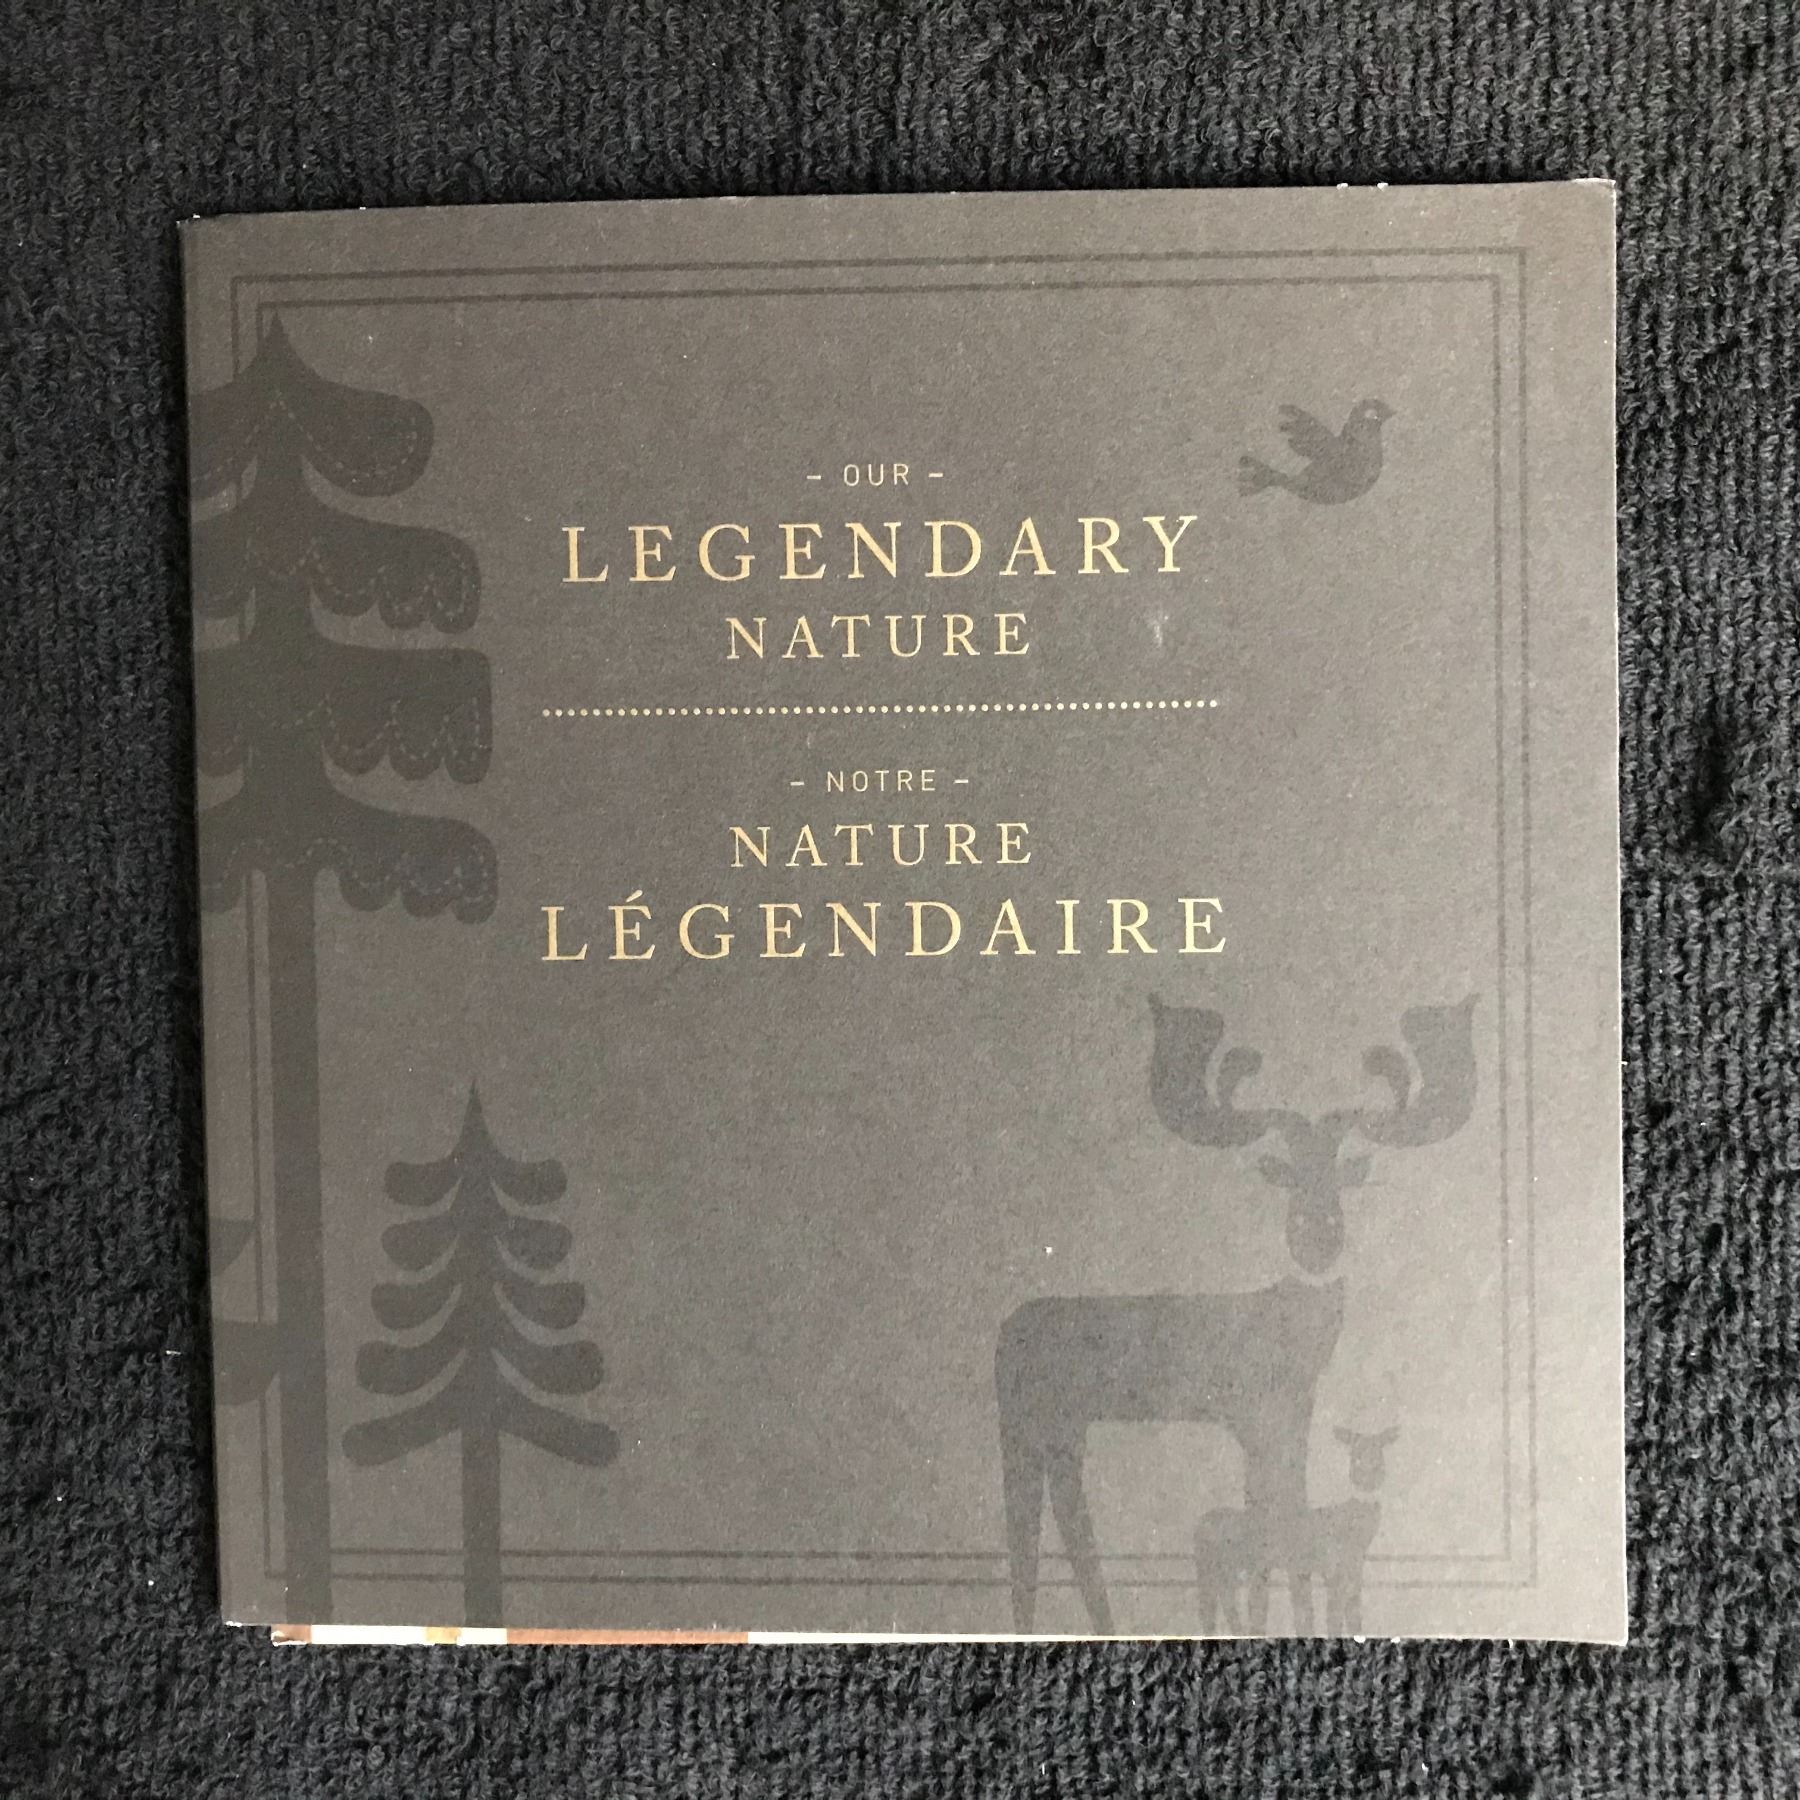 - OUR -
LEGENDARY
NATURE
- NOTRE -
NATURE
LÉGENDAIRE